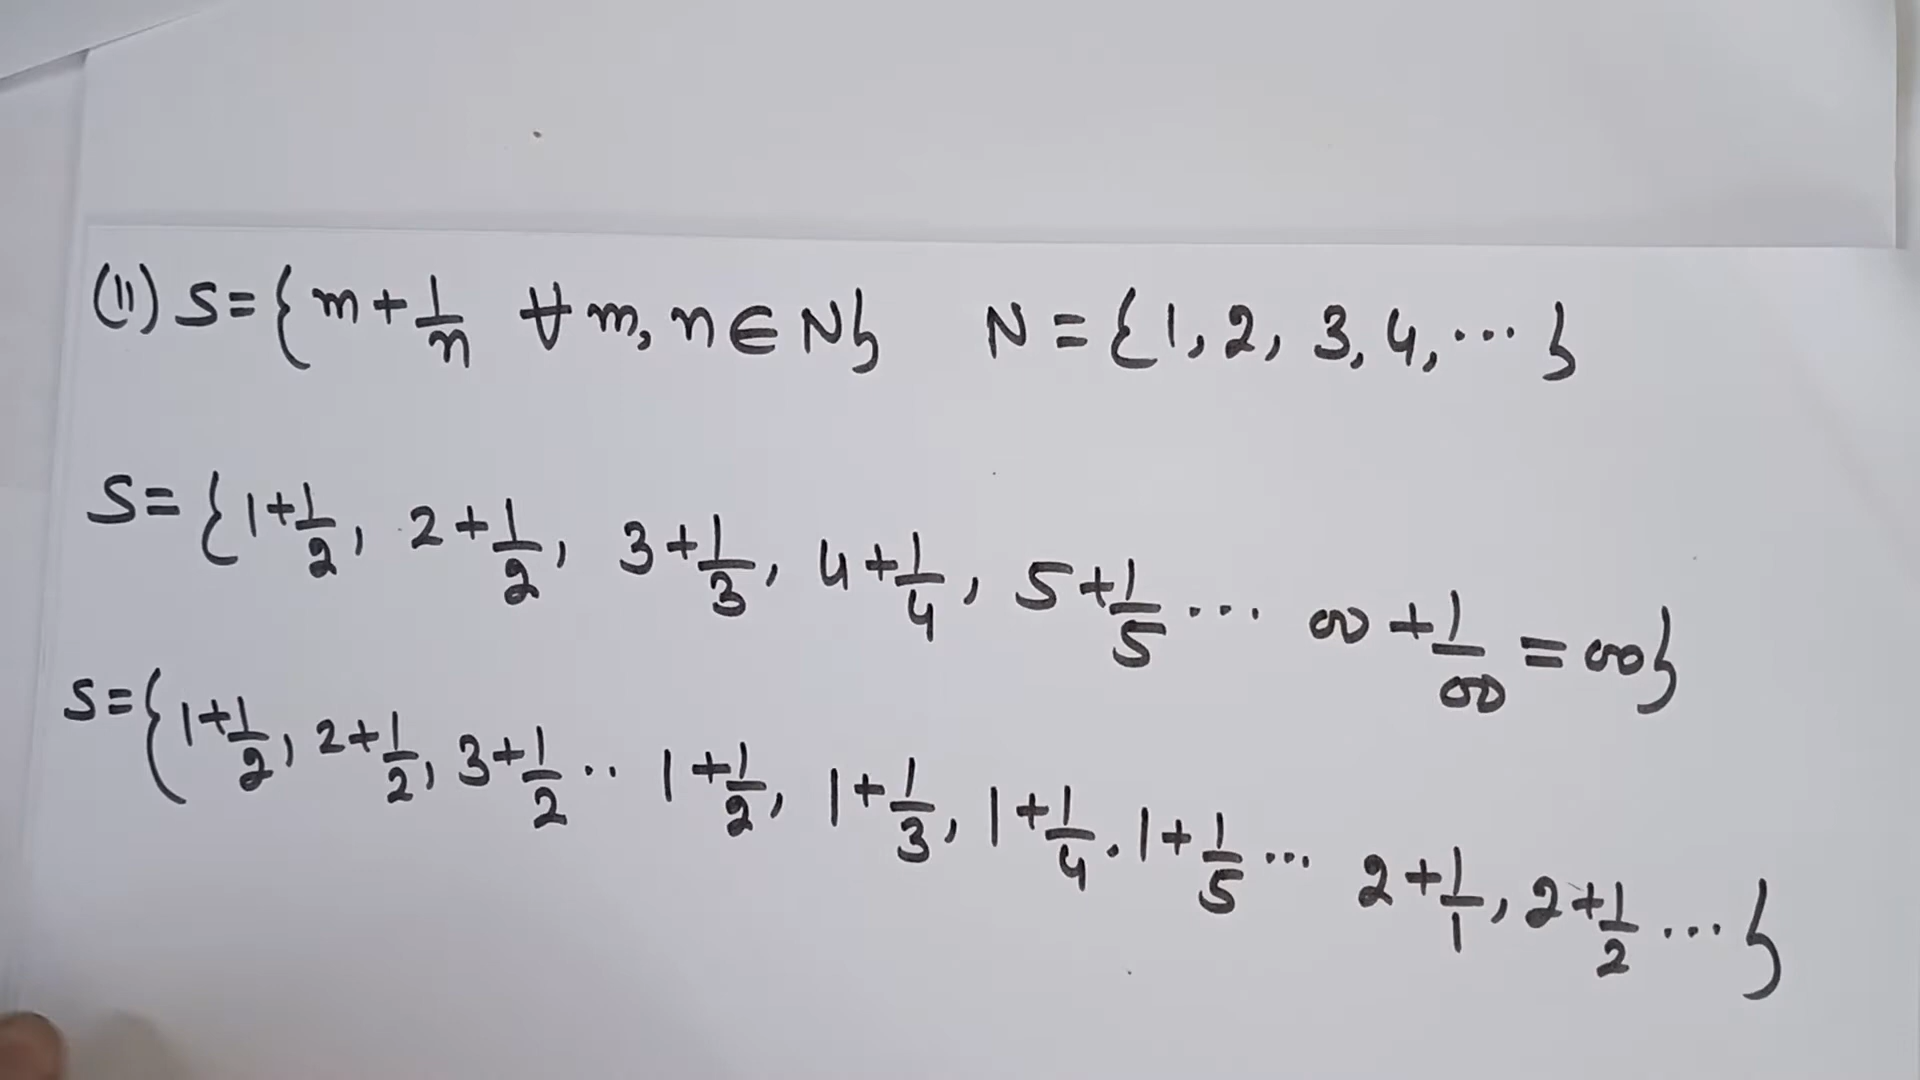 (II) S={m+1/n ∀ m, n∈N} N={1, 2, 3, 4, ...}
S={1+1/2, 2+1/2, 3+1/3, 4+1/4, 5+1/5 ... ∞+1/∞=∞}
S={1+1/2, 2+1/2, 3+1/2 .. 1+1/2, 1+1/3, 1+1/4. 1+1/5 ... 2+1/1, 2+1/2 ...}